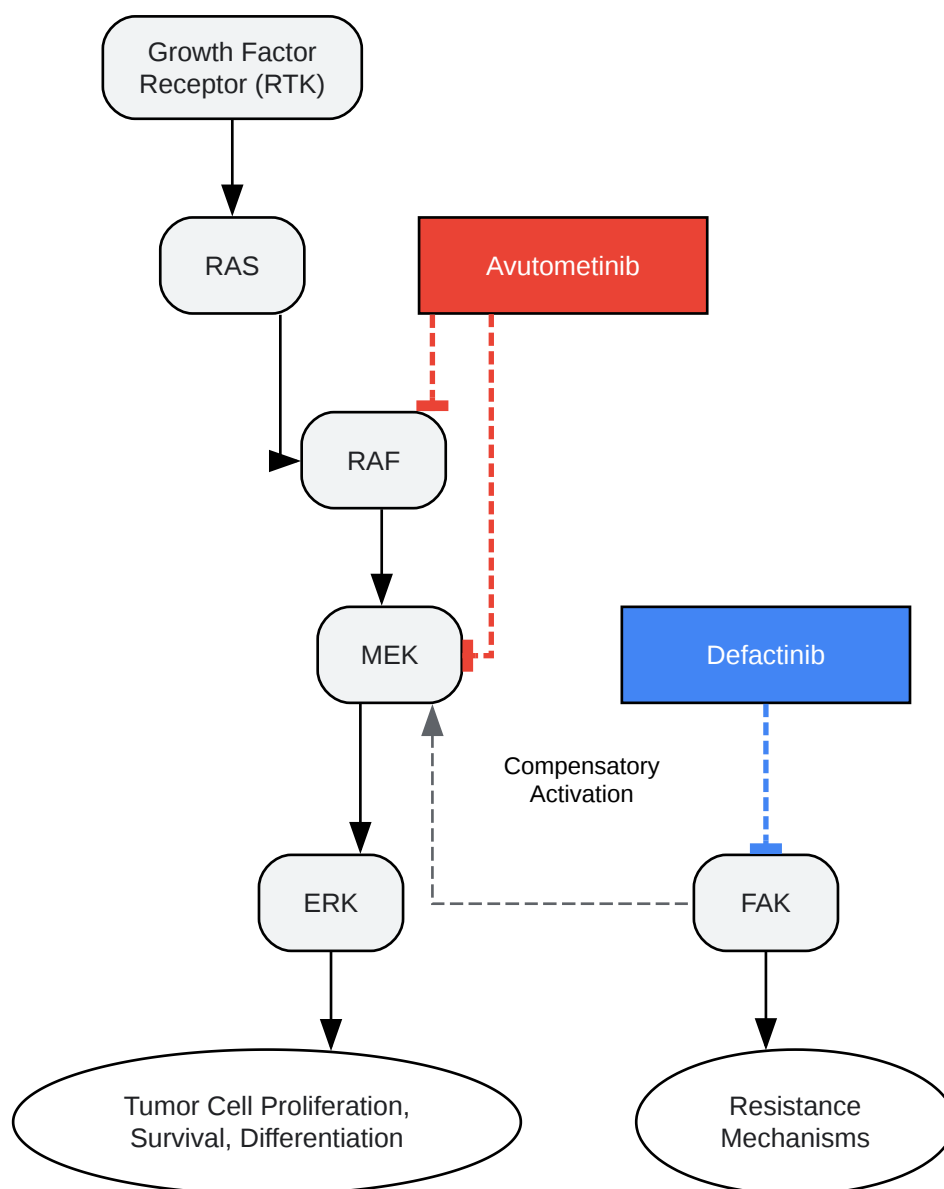 Growth Factor
Receptor (RTK)
RAS
Avutometinib
RAF
MEK
Defactinib
Compensatory
Activation
ERK
FAK
Tumor Cell Proliferation,
Survival, Differentiation
Resistance
Mechanisms